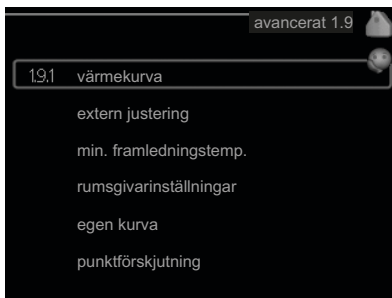 avancerat 1.9
1.9.1 värmekurva
extern justering
min. framledningstemp.
rumsgivarinställningar
egen kurva
punktförskjutning